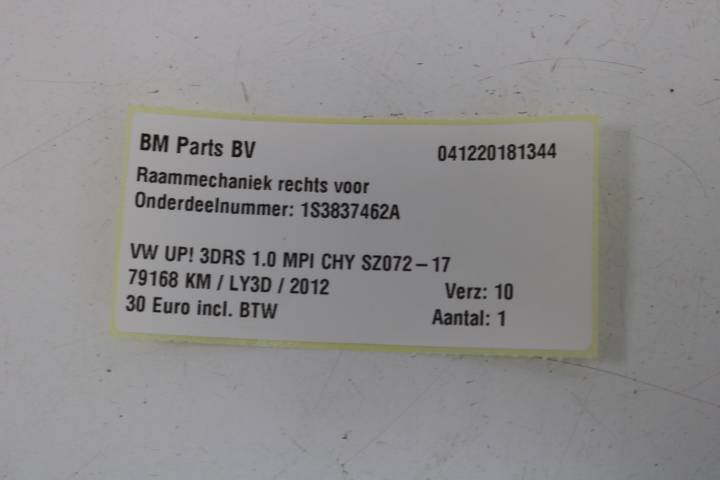 BM Parts BV 041220181344
Raammechaniek rechts voor
Onderdeelnummer: 1S3837462A
VW UP! 3DRS 1.0 MPI CHY SZ072-17
79168 KM / LY3D / 2012 Verz: 10
30 Euro incl. BTW Aantal: 1